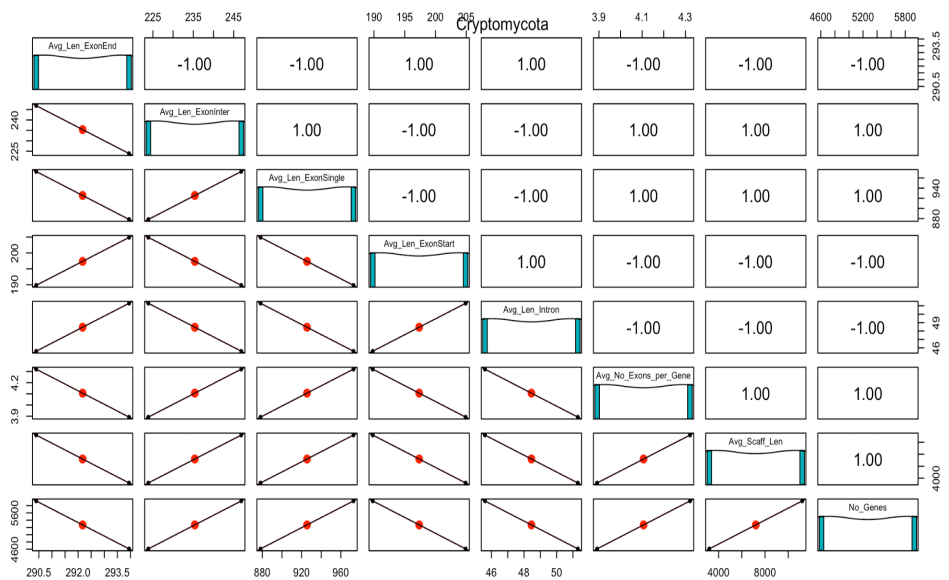 Cryptomycota
225 235 245
190 195 200 205
3.9 4.1 4.3
4600 5200 5800
Avg_Len_ExonEnd
-1.00 -1.00 1.00 1.00 -1.00 -1.00 -1.00
290.5 293.5
225 240
Avg_Len_ExonInter
1.00 -1.00 -1.00 1.00 1.00 1.00
Avg_Len_ExonSingle
-1.00 -1.00 1.00 1.00 1.00
880 940
190 200
Avg_Len_ExonStart
1.00 -1.00 -1.00 -1.00
Avg_Len_Intron
-1.00 -1.00 -1.00
46 49
3.9 4.2
Avg_No_Exons_per_Gene
1.00 1.00
Avg_Scaff_Len
1.00
4000
4600 5600
No_Genes
290.5 292.0 293.5
880 920 960
46 48 50
4000 8000